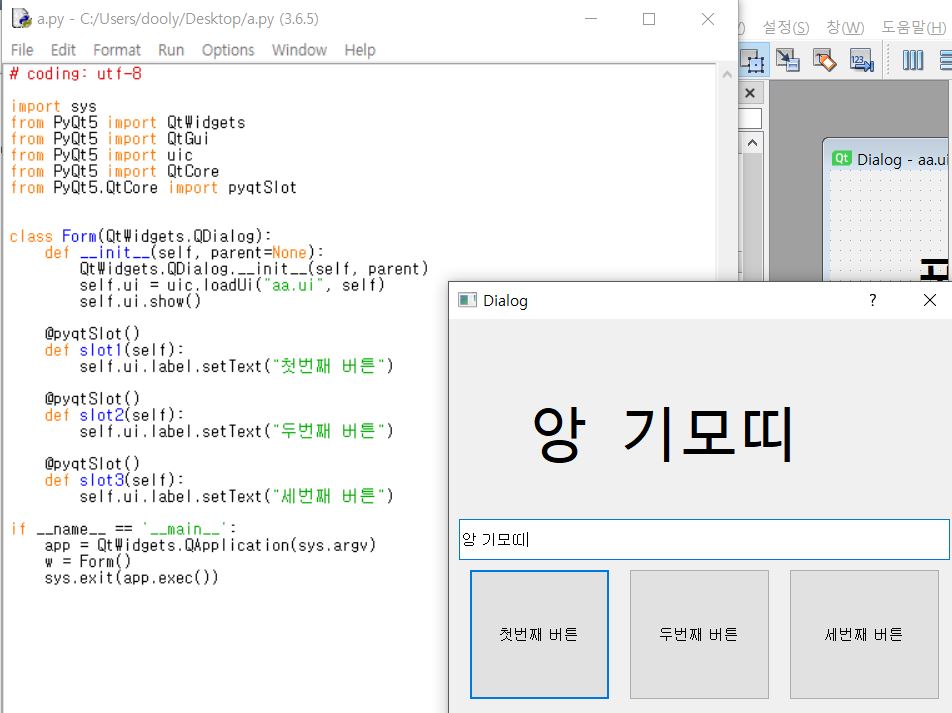 a.py - C:/Users/dooly/Desktop/a.py (3.6.5)
File Edit Format Run Options Window Help
# coding: utf-8
import sys
from PyQt5 import QtWidgets
from PyQt5 import QtGui
from PyQt5 import uic
from PyQt5 import QtCore
from PyQt5.QtCore import pyqtSlot
class Form(QtWidgets.QDialog):
def __init__(self, parent=None):
QtWidgets.QDialog.__init__(self, parent)
self.ui = uic.loadUi("aa.ui", self)
self.ui.show()
@pyqtSlot()
def slot1(self):
self.ui.label.setText("첫번째 버튼")
@pyqtSlot()
def slot2(self):
self.ui.label.setText("두번째 버튼")
@pyqtSlot()
def slot3(self):
self.ui.label.setText("세번째 버튼")
if __name__ == '__main__':
app = QtWidgets.QApplication(sys.argv)
w = Form()
sys.exit(app.exec())
설정(S) 창(W) 도움말(H)
123
Qt Dialog - aa.ui
Dialog
앙 기모띠
앙 기모띠
첫번째 버튼 두번째 버튼 세번째 버튼